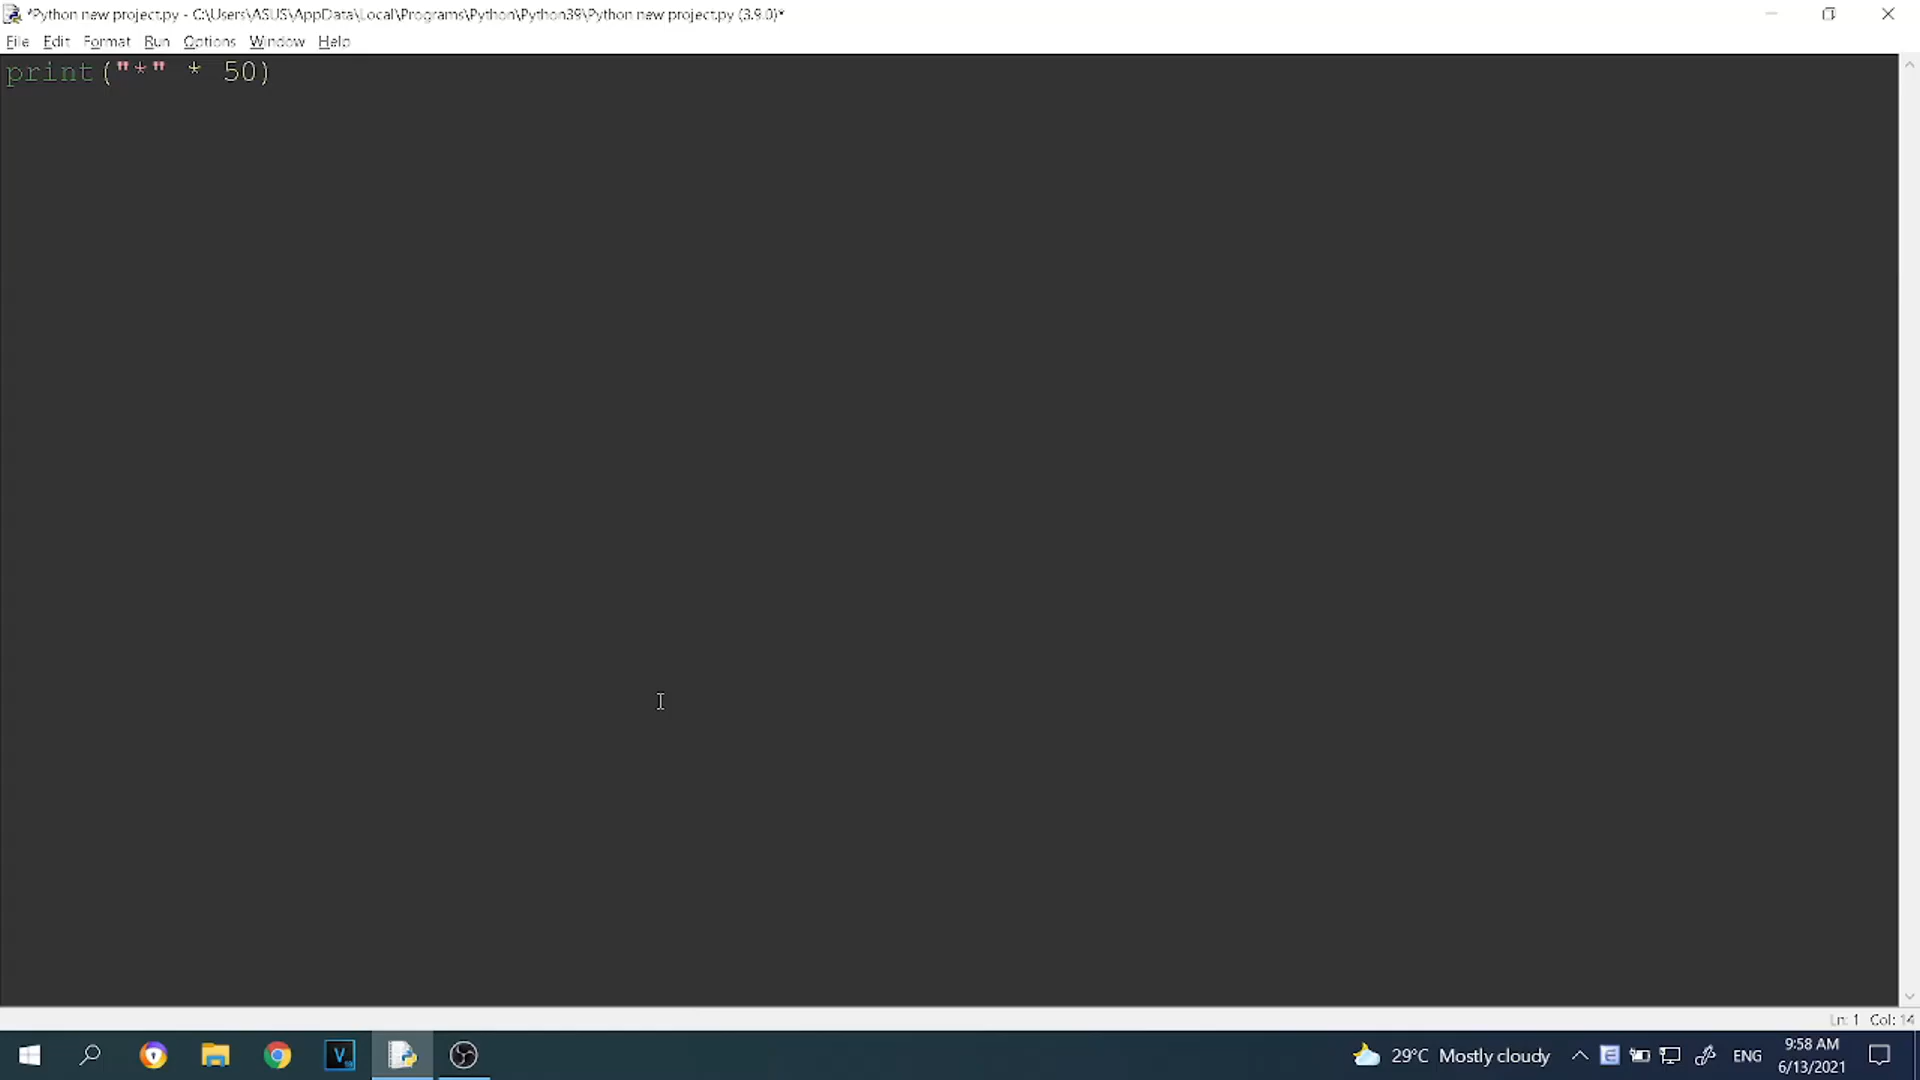 *Python new project.py - C:\Users\ASUS\AppData\Local\Programs\Python\Python39\Python new project.py (3.9.0)*
File Edit Format Run Options Window Help
print("*" * 50)
Ln: 1 Col: 14
V
29°C Mostly cloudy
E
ENG
9:58 AM
6/13/2021